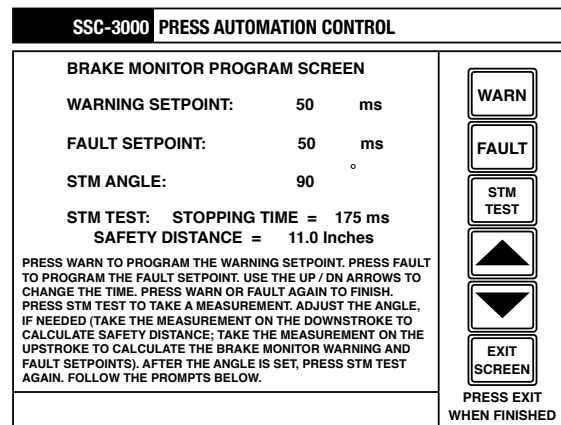 SSC-3000 PRESS AUTOMATION CONTROL
BRAKE MONITOR PROGRAM SCREEN
WARNING SETPOINT: 50 ms
FAULT SETPOINT: 50 ms
STM ANGLE: 90 °
STM TEST: STOPPING TIME = 175 ms
SAFETY DISTANCE = 11.0 Inches
PRESS WARN TO PROGRAM THE WARNING SETPOINT. PRESS FAULT
TO PROGRAM THE FAULT SETPOINT. USE THE UP / DN ARROWS TO
CHANGE THE TIME. PRESS WARN OR FAULT AGAIN TO FINISH.
PRESS STM TEST TO TAKE A MEASUREMENT. ADJUST THE ANGLE,
IF NEEDED (TAKE THE MEASUREMENT ON THE DOWNSTROKE TO
CALCULATE SAFETY DISTANCE; TAKE THE MEASUREMENT ON THE
UPSTROKE TO CALCULATE THE BRAKE MONITOR WARNING AND
FAULT SETPOINTS). AFTER THE ANGLE IS SET, PRESS STM TEST
AGAIN. FOLLOW THE PROMPTS BELOW.
WARN
FAULT
STM
TEST
EXIT
SCREEN
PRESS EXIT
WHEN FINISHED